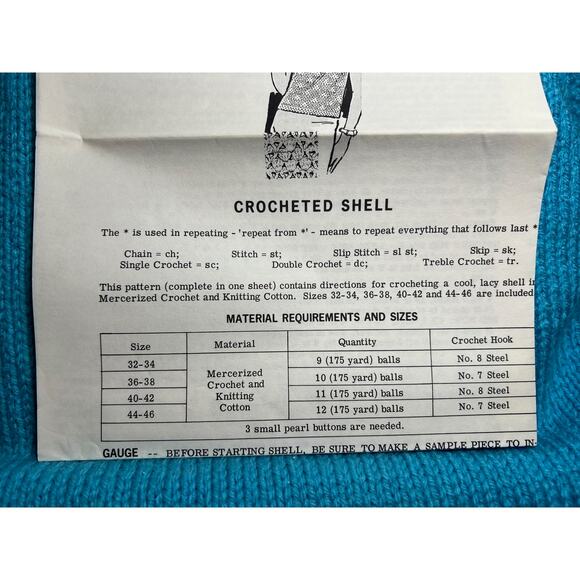 CROCHETED SHELL
The * is used in repeating - 'repeat from *' - means to repeat everything that follows last *
Chain = ch; Stitch = st; Slip Stitch = sl st; Skip = sk;
Single Crochet = sc; Double Crochet = dc; Treble Crochet = tr.
This pattern (complete in one sheet) contains directions for crocheting a cool, lacy shell in
Mercerized Crochet and Knitting Cotton. Sizes 32-34, 36-38, 40-42 and 44-46 are included
MATERIAL REQUIREMENTS AND SIZES
Size Material Quantity Crochet Hook
32-34 Mercerized Crochet and Knitting Cotton 9 (175 yard) balls No. 8 Steel
36-38 10 (175 yard) balls No. 7 Steel
40-42 11 (175 yard) balls No. 8 Steel
44-46 12 (175 yard) balls No. 7 Steel
3 small pearl buttons are needed.
GAUGE -- BEFORE STARTING SHELL, BE SURE TO MAKE A SAMPLE PIECE TO IN-